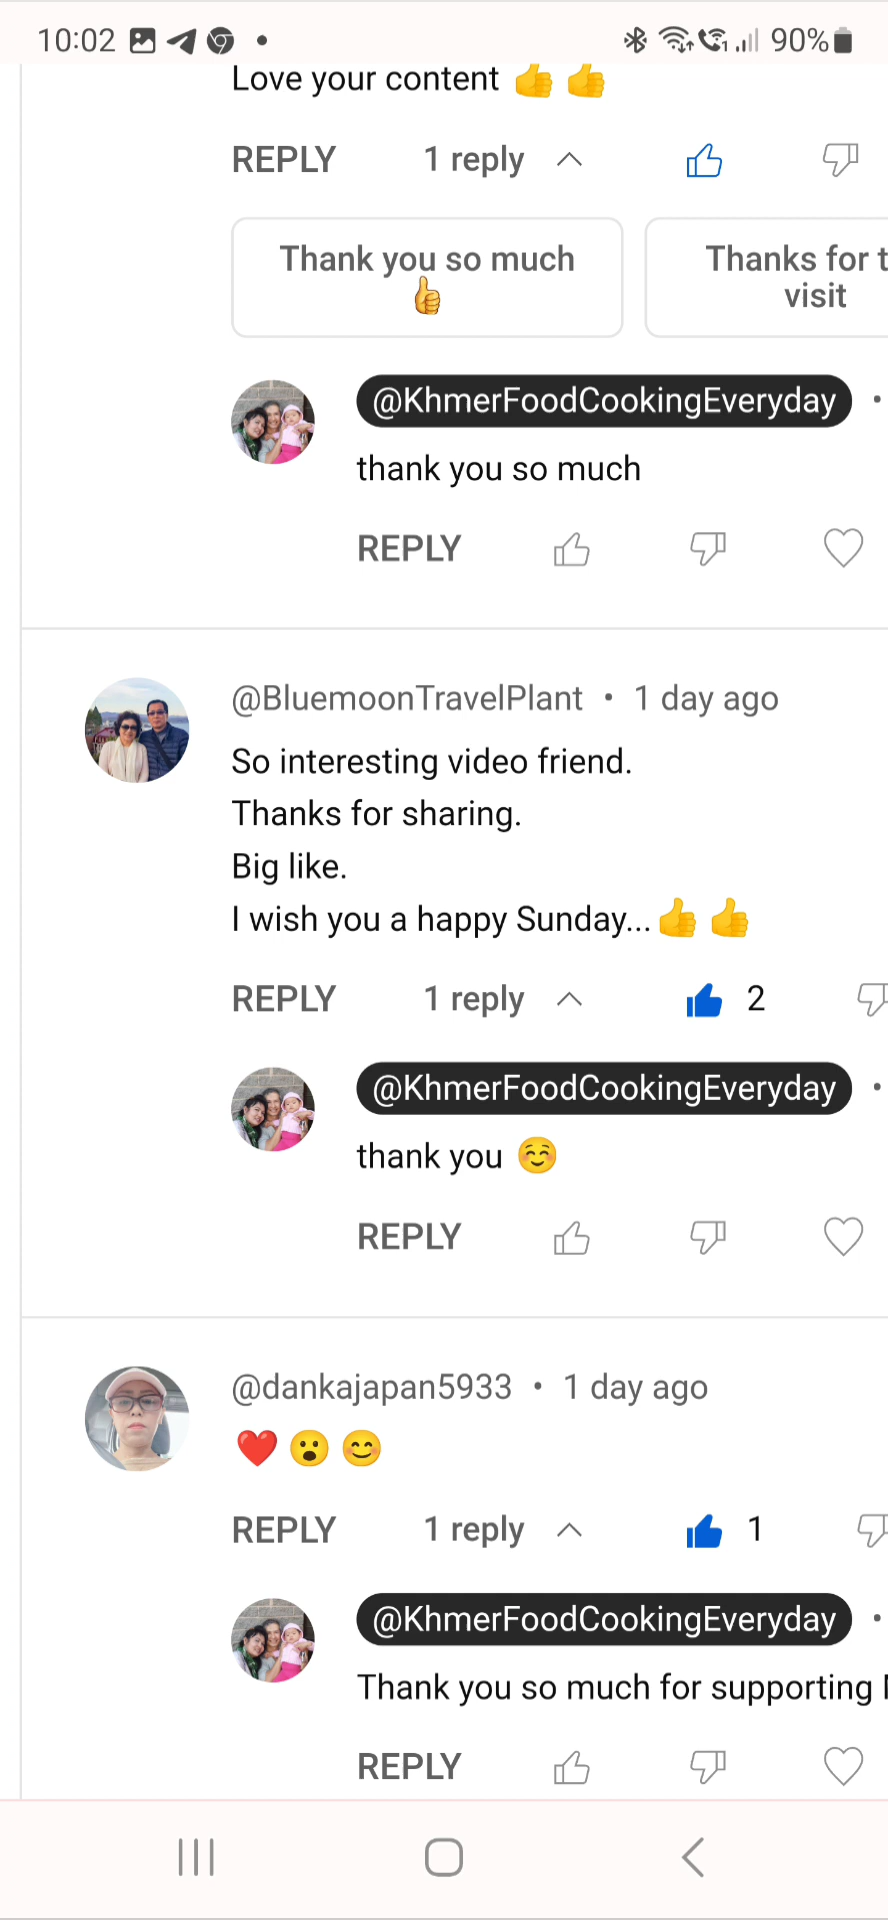 10:02 90%
Love your content 👍 👍
REPLY 1 reply
Thank you so much
👍
Thanks for
visit
@KhmerFoodCookingEveryday •
thank you so much
REPLY
@BluemoonTravelPlant • 1 day ago
So interesting video friend.
Thanks for sharing.
Big like.
I wish you a happy Sunday...👍 👍
REPLY 1 reply 2
@KhmerFoodCookingEveryday •
thank you ☺️
REPLY
@dankajapan5933 • 1 day ago
❤️ 😮 😊
REPLY 1 reply 1
@KhmerFoodCookingEveryday •
Thank you so much for supporting
REPLY